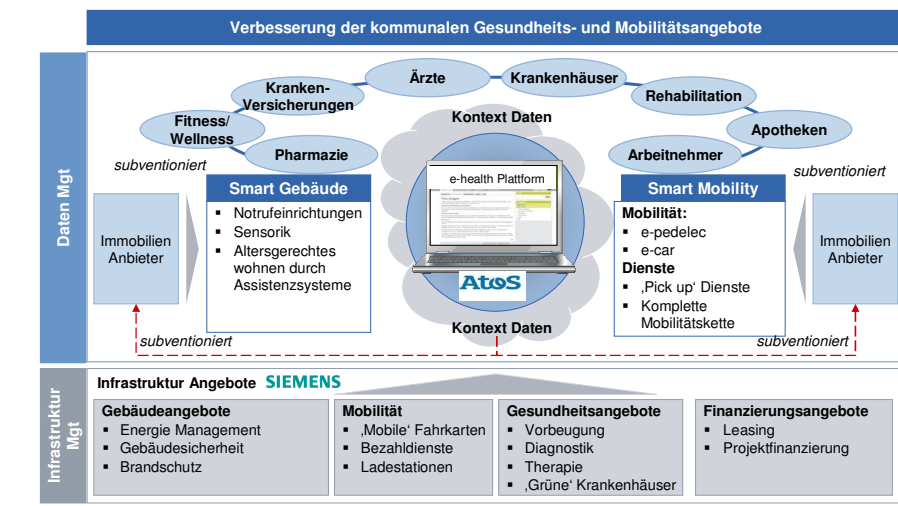 Verbesserung der kommunalen Gesundheits- und Mobilitätsangebote
Daten Mgt
Ärzte
Krankenhäuser
Kranken-
Versicherungen
Rehabilitation
Fitness/
Wellness
Kontext Daten
Apotheken
Pharmazie
Arbeitnehmer
subventioniert
subventioniert
e-health Plattform
Smart Gebäude
▪ Notrufeinrichtungen
▪ Sensorik
▪ Altersgerechtes
wohnen durch
Assistenzsysteme
Smart Mobility
Mobilität:
▪ e-pedelec
▪ e-car
Dienste
▪ ‚Pick up‘ Dienste
▪ Komplette
Mobilitätskette
Immobilien
Anbieter
Immobilien
Anbieter
Atos
Kontext Daten
subventioniert
subventioniert
Infrastruktur
Mgt
Infrastruktur Angebote SIEMENS
Gebäudeangebote
▪ Energie Management
▪ Gebäudesicherheit
▪ Brandschutz
Mobilität
▪ ‚Mobile‘ Fahrkarten
▪ Bezahldienste
▪ Ladestationen
Gesundheitsangebote
▪ Vorbeugung
▪ Diagnostik
▪ Therapie
▪ ‚Grüne‘ Krankenhäuser
Finanzierungsangebote
▪ Leasing
▪ Projektfinanzierung